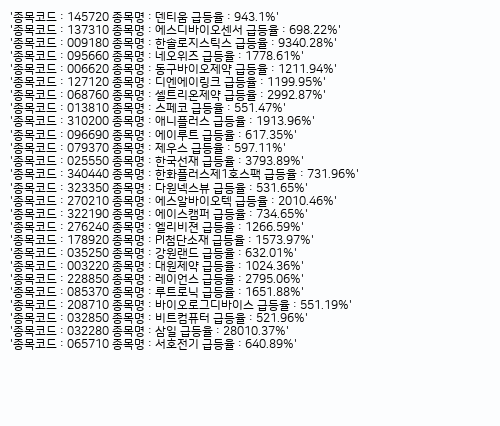 '종목코드 : 145720 종목명 : 덴티움 급등율 : 943.1%'
'종목코드 : 137310 종목명 : 에스디바이오센서 급등율 : 698.22%'
'종목코드 : 009180 종목명 : 한솔로지스틱스 급등율 : 9340.28%'
'종목코드 : 095660 종목명 : 네오위즈 급등율 : 1778.61%'
'종목코드 : 006620 종목명 : 동구바이오제약 급등율 : 1211.94%'
'종목코드 : 127120 종목명 : 디엔에이링크 급등율 : 1199.95%'
'종목코드 : 068760 종목명 : 셀트리온제약 급등율 : 2992.87%'
'종목코드 : 013810 종목명 : 스페코 급등율 : 551.47%'
'종목코드 : 310200 종목명 : 애니플러스 급등율 : 1913.96%'
'종목코드 : 096690 종목명 : 에이루트 급등율 : 617.35%'
'종목코드 : 079370 종목명 : 제우스 급등율 : 597.11%'
'종목코드 : 025550 종목명 : 한국선재 급등율 : 3793.89%'
'종목코드 : 340440 종목명 : 한화플러스제1호스팩 급등율 : 731.96%'
'종목코드 : 323350 종목명 : 다원넥스뷰 급등율 : 531.65%'
'종목코드 : 270210 종목명 : 에스알바이오텍 급등율 : 2010.46%'
'종목코드 : 322190 종목명 : 에이스캠퍼 급등율 : 734.65%'
'종목코드 : 276240 종목명 : 엘리비젼 급등율 : 1266.59%'
'종목코드 : 178920 종목명 : PI첨단소재 급등율 : 1573.97%'
'종목코드 : 035250 종목명 : 강원랜드 급등율 : 632.01%'
'종목코드 : 003220 종목명 : 대원제약 급등율 : 1024.36%'
'종목코드 : 228850 종목명 : 레이언스 급등율 : 2795.06%'
'종목코드 : 085370 종목명 : 루트로닉 급등율 : 1651.88%'
'종목코드 : 208710 종목명 : 바이오로그디바이스 급등율 : 551.19%'
'종목코드 : 032850 종목명 : 비트컴퓨터 급등율 : 521.96%'
'종목코드 : 032280 종목명 : 삼일 급등율 : 28010.37%'
'종목코드 : 065710 종목명 : 서호전기 급등율 : 640.89%'